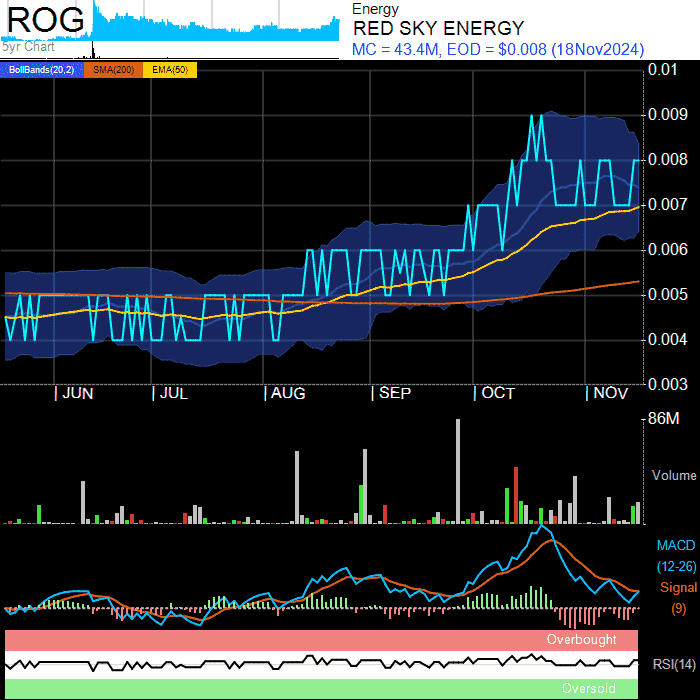 ROG
5yr Chart
Energy
RED SKY ENERGY
MC = 43.4M, EOD = $0.008 (18Nov2024)
BollBands(20,2) SMA(200) EMA(50)
0.01
0.009
0.008
0.007
0.006
0.005
0.004
0.003
JUN JUL AUG SEP OCT NOV
86M
Volume
MACD
(12-26)
Signal
(9)
Overbought
RSI(14)
Oversold